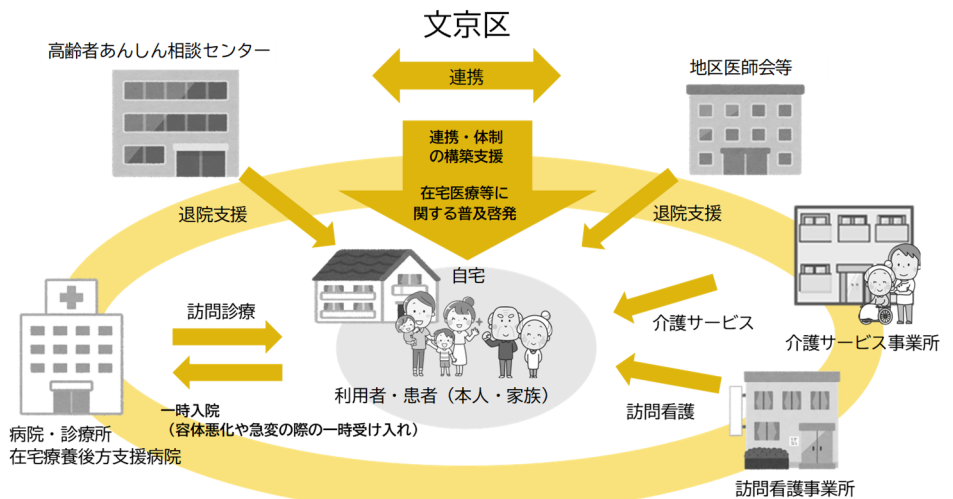 文京区
高齢者あんしん相談センター
連携
地区医師会等
連携・体制
の構築支援
在宅医療等に
関する普及啓発
退院支援
退院支援
自宅
訪問診療
介護サービス
介護サービス事業所
利用者・患者（本人・家族）
一時入院
（容体悪化や急変の際の一時受け入れ）
訪問看護
病院・診療所
在宅療養後方支援病院
訪問看護事業所